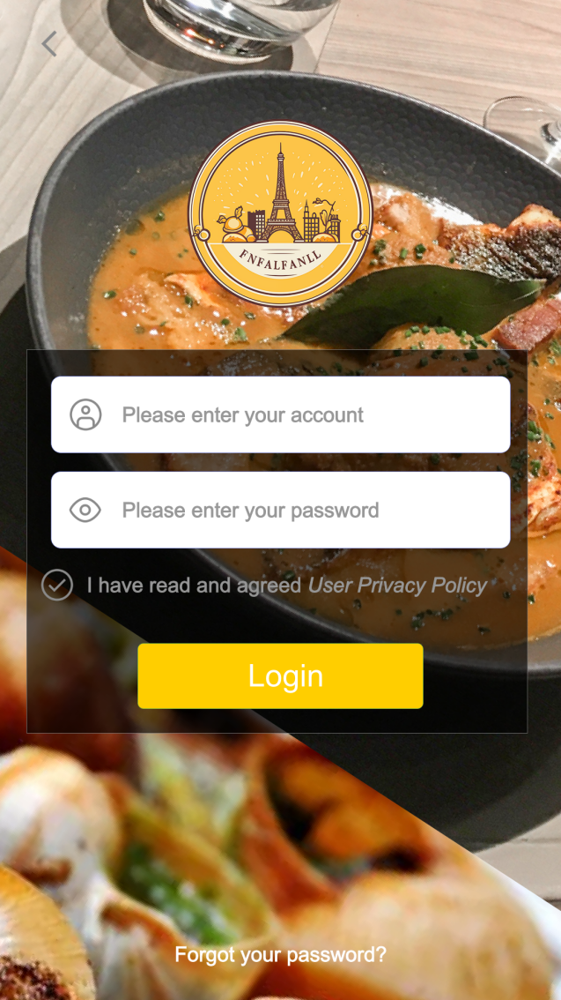 FNFALFANLL
Please enter your account
Please enter your password
I have read and agreed User Privacy Policy
Login
Forgot your password?